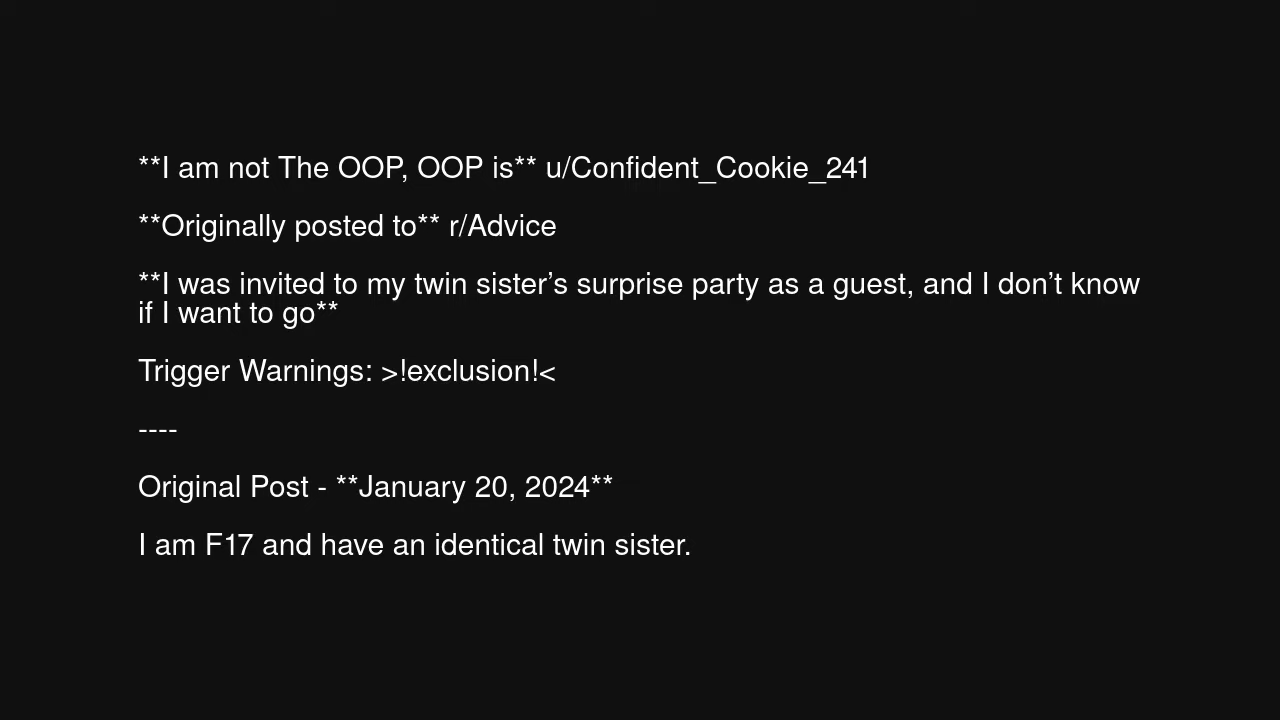 **I am not The OOP, OOP is** u/Confident_Cookie_241
**Originally posted to** r/Advice
**I was invited to my twin sister’s surprise party as a guest, and I don’t know
if I want to go**
Trigger Warnings: >!exclusion!<
----
Original Post - **January 20, 2024**
I am F17 and have an identical twin sister.